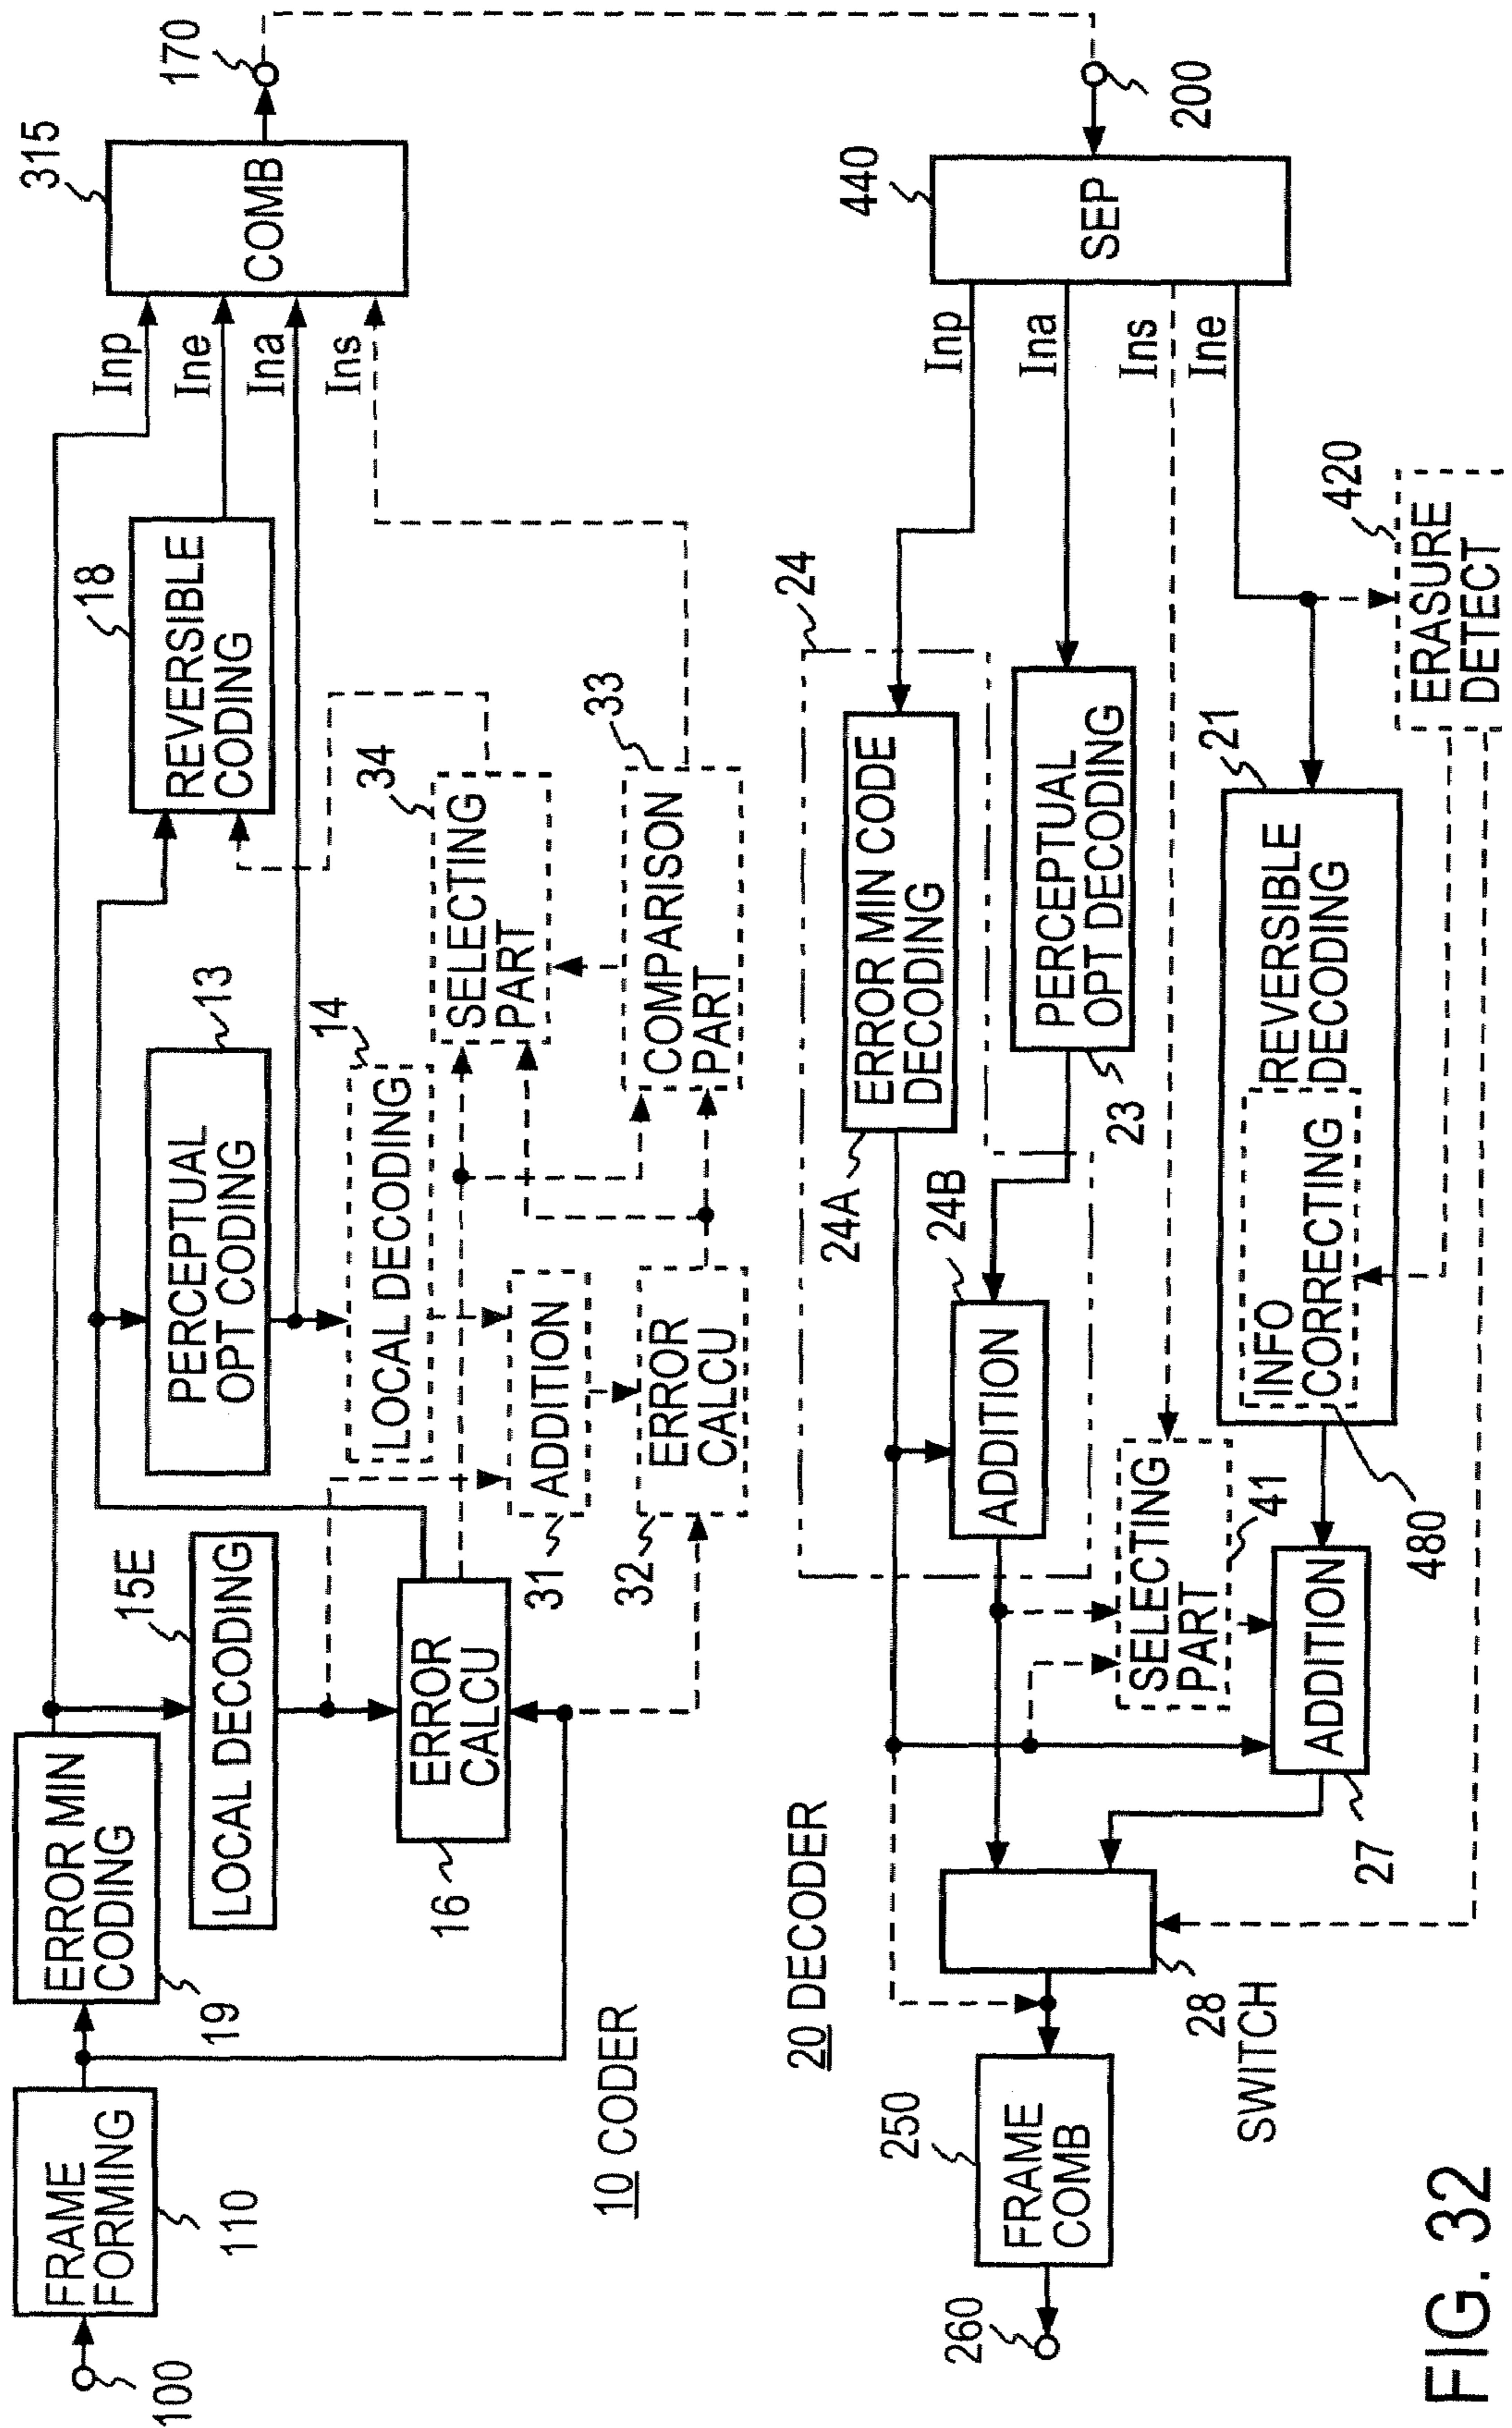 100
FRAME
FORMING
110
ERROR MIN
CODING
19
LOCAL DECODING
15E
ERROR
CALCU
16
PERCEPTUAL
OPT CODING
13
LOCAL DECODING
14
ADDITION
31
ERROR
CALCU
32
SELECTING
PART
34
COMPARISON
PART
33
REVERSIBLE
CODING
18
Inp
Ine
Ina
Ins
COMB
315
170
10 CODER
20 DECODER
200
SEP
440
Inp
Ina
Ins
Ine
24
ERROR MIN CODE
DECODING
24A
PERCEPTUAL
OPT DECODING
23
ADDITION
24B
ERASURE
DETECT
420
REVERSIBLE
DECODING
21
INFO
CORRECTING
480
SELECTING
PART
41
ADDITION
27
28
SWITCH
FRAME
COMB
250
260
FIG. 32